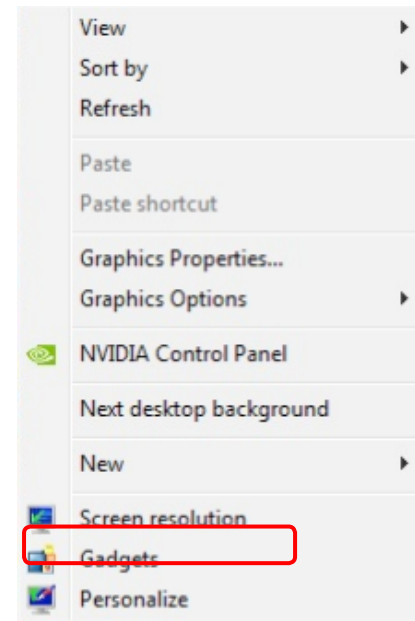 View
Sort by
Refresh
Paste
Paste shortcut
Graphics Properties...
Graphics Options
NVIDIA Control Panel
Next desktop background
New
Screen resolution
Gadgets
Personalize